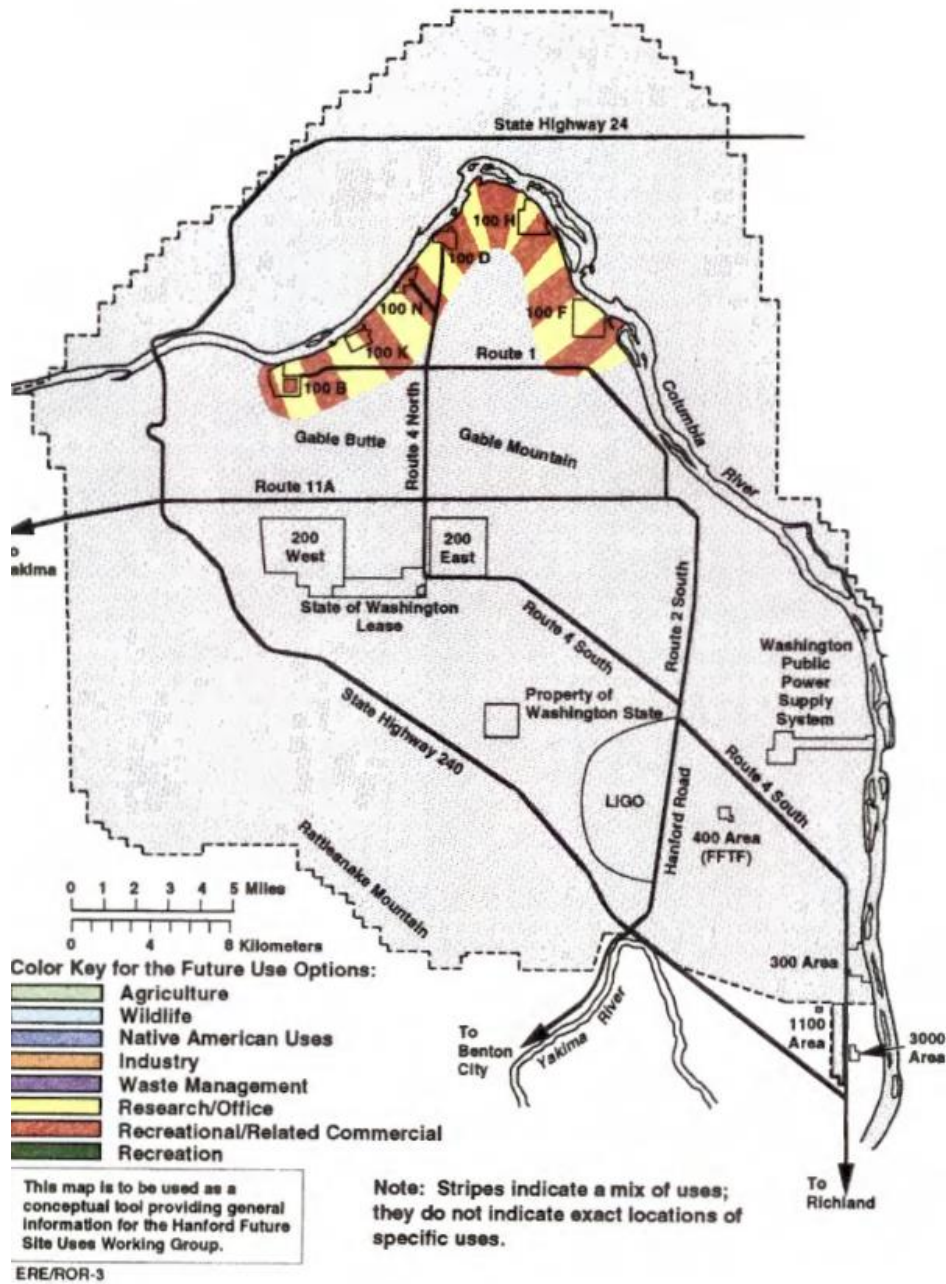 State Highway 24
100 H
100 D
100 N
100 F
100 K
Route 1
100 B
Columbia
River
Route 4 North
Gable Butte
Gable Mountain
Route 11A
To
akima
200
West
200
East
State of Washington
Lease
Route 4 South
Route 2 South
Washington
Public
Power
Supply
System
Property of
Washington State
State Highway 240
Route 4 South
LIGO
Hanford Road
400 Area
(FFTF)
Rattlesnake Mountain
0 1 2 3 4 5 Miles
0 4 8 Kilometers
300 Area
Color Key for the Future Use Options:
Agriculture
Wildlife
Native American Uses
Industry
Waste Management
Research/Office
Recreational/Related Commercial
Recreation
To
Benton
City
Yakima River
1100
Area
3000
Area
To
Richland
This map is to be used as a
conceptual tool providing general
information for the Hanford Future
Site Uses Working Group.
Note: Stripes indicate a mix of uses;
they do not indicate exact locations of
specific uses.
ERE/ROR-3